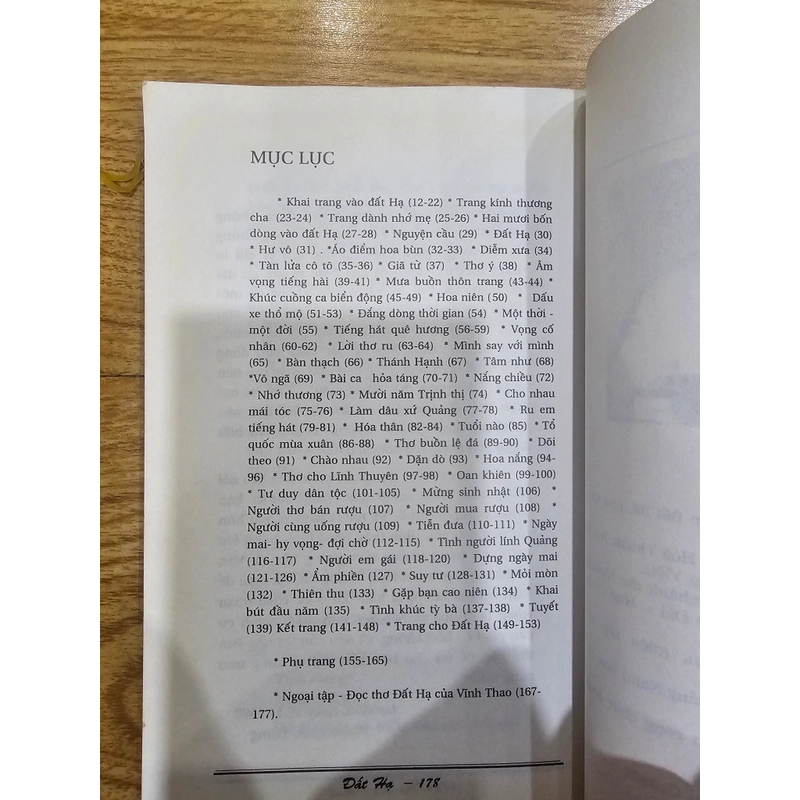 MỤC LỤC
* Khai trang vào đất Hạ (12-22) * Trang kính thương
cha (23-24) * Trang dành nhớ mẹ (25-26) * Hai mươi bốn
dòng vào đất Hạ (27-28) * Nguyện cầu (29) * Đất Hạ (30)
* Hư vô (31) . *Áo điểm hoa bùn (32-33) * Diễm xưa (34)
* Tàn lửa cô tô (35-36) * Giã từ (37) * Thơ ý (38) * Âm
vọng tiếng hài (39-41) * Mưa buồn thôn trang (43-44) *
Khúc cuồng ca biển động (45-49) * Hoa niên (50) * Dấu
xe thổ mộ (51-53) * Đắng dòng thời gian (54) * Một thời -
một đời (55) * Tiếng hát quê hương (56-59) * Vọng cố
nhân (60-62) * Lời thơ ru (63-64) * Mình say với mình
(65) * Bàn thạch (66) * Thánh Hạnh (67) * Tâm như (68)
*Vô ngã (69) * Bài ca hỏa táng (70-71) * Nắng chiều (72)
* Nhớ thương (73) * Mười năm Trịnh thị (74) * Cho nhau
mái tóc (75-76) * Làm dâu xứ Quảng (77-78) * Ru em
tiếng hát (79-81) * Hóa thân (82-84) * Tuổi nào (85) * Tổ
quốc mùa xuân (86-88) * Thơ buồn lệ đá (89-90) * Dõi
theo (91) * Chào nhau (92) * Dặn dò (93) * Hoa nắng (94-
96) * Thơ cho Lĩnh Thuyên (97-98) * Oan khiên (99-100)
* Tư duy dân tộc (101-105) * Mừng sinh nhật (106) *
Người thơ bán rượu (107) * Người mua rượu (108) *
Người cùng uống rượu (109) * Tiễn đưa (110-111) * Ngày
mai- hy vọng- đợi chờ (112-115) * Tình người lính Quảng
(116-117) * Người em gái (118-120) * Dựng ngày mai
(121-126) * Ẩm phiền (127) * Suy tư (128-131) * Mỏi mòn
(132) * Thiên thu (133) * Gặp bạn cao niên (134) * Khai
bút đầu năm (135) * Tình khúc tỳ bà (137-138) * Tuyết
(139) Kết trang (141-148) * Trang cho Đất Hạ (149-153)
* Phụ trang (155-165)
* Ngoại tập - Đọc thơ Đất Hạ của Vĩnh Thao (167-
177).
Đất Hạ - 178